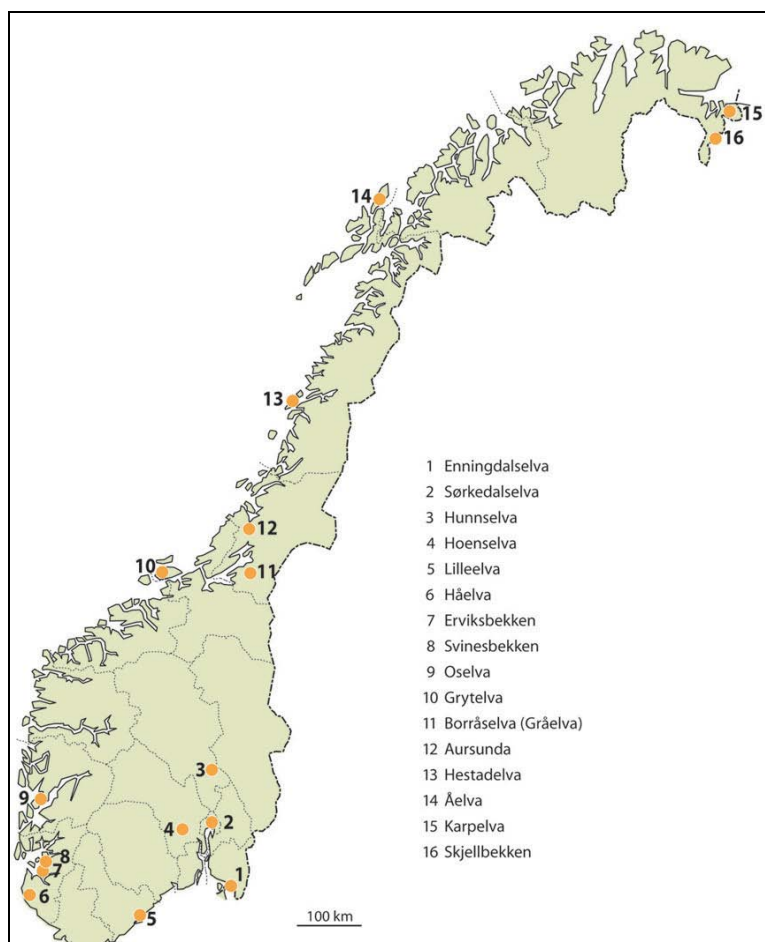 15
16
14
13
12
10
11
3
9
2
4
8
7
1
6
5
100 km
1 Enningdalselva
2 Sørkedalselva
3 Hunnselva
4 Hoenselva
5 Lilleelva
6 Håelva
7 Erviksbekken
8 Svinesbekken
9 Oselva
10 Grytelva
11 Borråselva (Gråelva)
12 Aursunda
13 Hestadelva
14 Åelva
15 Karpelva
16 Skjellbekken